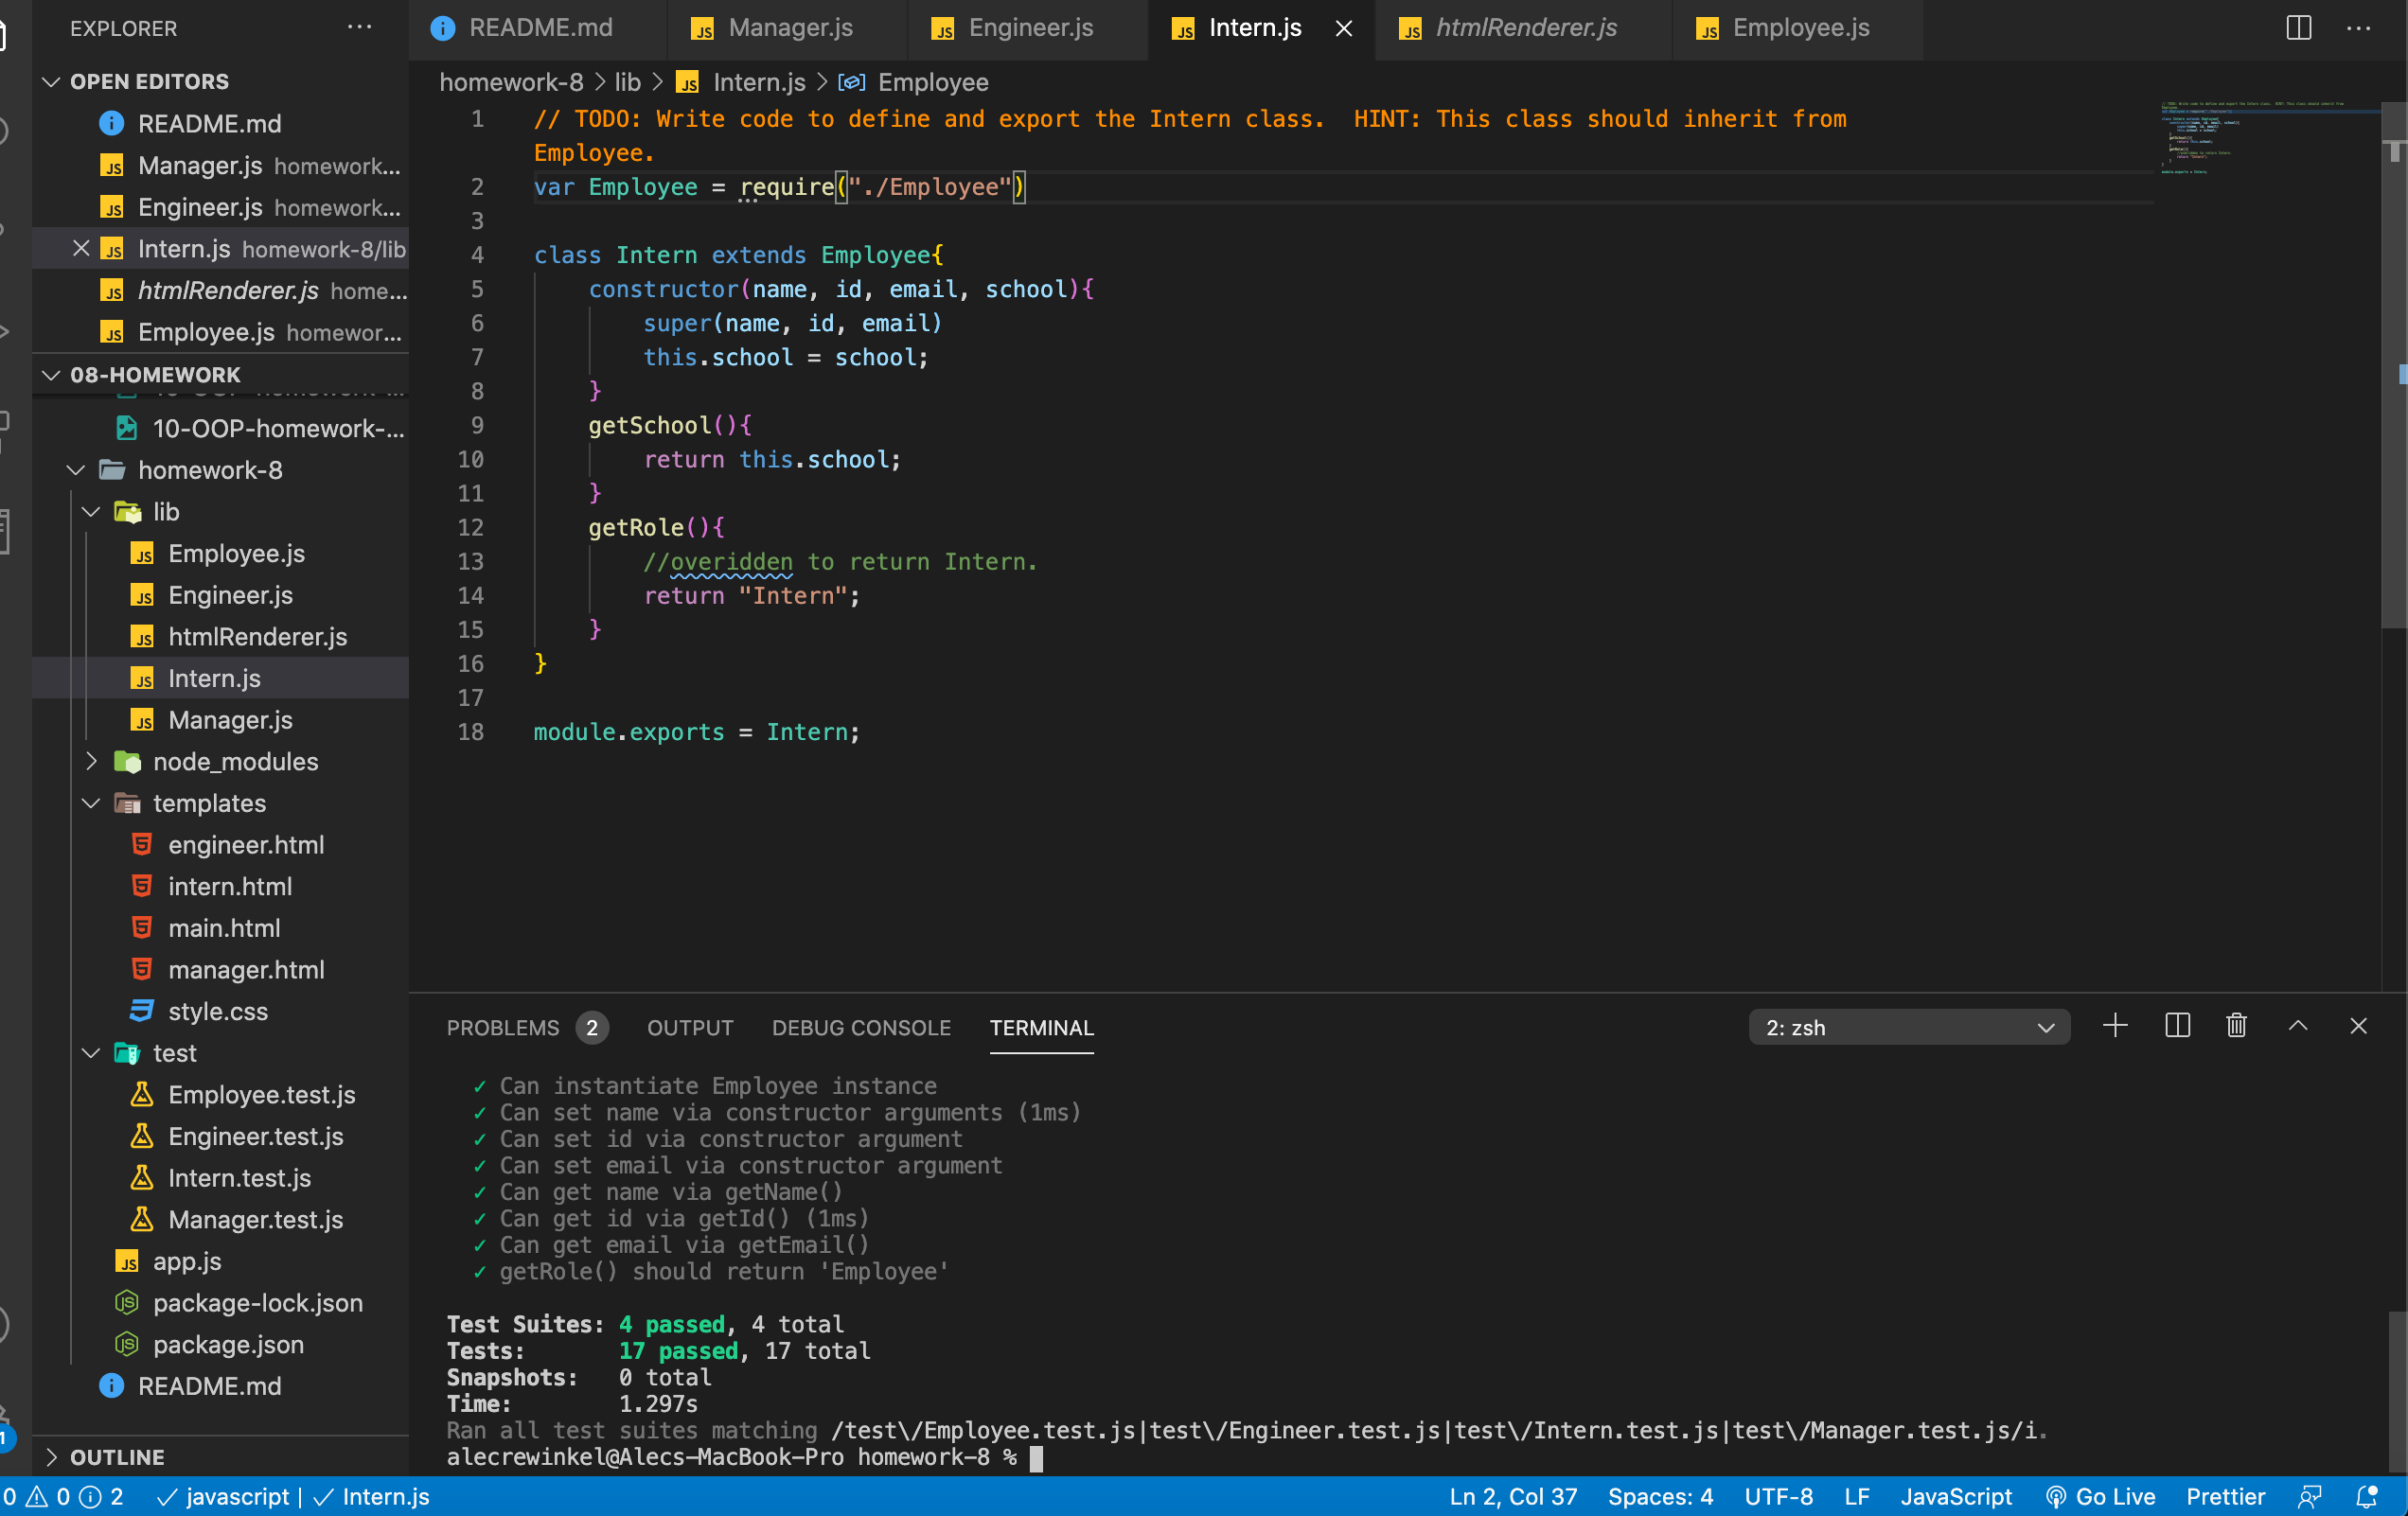 EXPLORER
···
README.md
Manager.js
Engineer.js
Intern.js
htmlRenderer.js
Employee.js
OPEN EDITORS
README.md
Manager.js homework...
Engineer.js homework...
Intern.js homework-8/lib
htmlRenderer.js home...
Employee.js homewor...
08-HOMEWORK
10-OOP-homework-...
homework-8
lib
Employee.js
Engineer.js
htmlRenderer.js
Intern.js
Manager.js
node_modules
templates
engineer.html
intern.html
main.html
manager.html
style.css
test
Employee.test.js
Engineer.test.js
Intern.test.js
Manager.test.js
app.js
package-lock.json
package.json
README.md
OUTLINE
homework-8 > lib > JS Intern.js > Employee
1 // TODO: Write code to define and export the Intern class.  HINT: This class should inherit from
Employee.
2 var Employee = require("./Employee")
3
4 class Intern extends Employee{
5 constructor(name, id, email, school){
6 super(name, id, email)
7 this.school = school;
8 }
9 getSchool(){
10 return this.school;
11 }
12 getRole(){
13 //overidden to return Intern.
14 return "Intern";
15 }
16 }
17
18 module.exports = Intern;
PROBLEMS 2 OUTPUT DEBUG CONSOLE TERMINAL 2: zsh
✓ Can instantiate Employee instance
✓ Can set name via constructor arguments (1ms)
✓ Can set id via constructor argument
✓ Can set email via constructor argument
✓ Can get name via getName()
✓ Can get id via getId() (1ms)
✓ Can get email via getEmail()
✓ getRole() should return 'Employee'
Test Suites: 4 passed, 4 total
Tests: 17 passed, 17 total
Snapshots: 0 total
Time: 1.297s
Ran all test suites matching /test\/Employee.test.js|test\/Engineer.test.js|test\/Intern.test.js|test\/Manager.test.js/i.
alecrewinkel@Alecs-MacBook-Pro homework-8 %
0 0 2 javascript | Intern.js Ln 2, Col 37 Spaces: 4 UTF-8 LF JavaScript Go Live Prettier